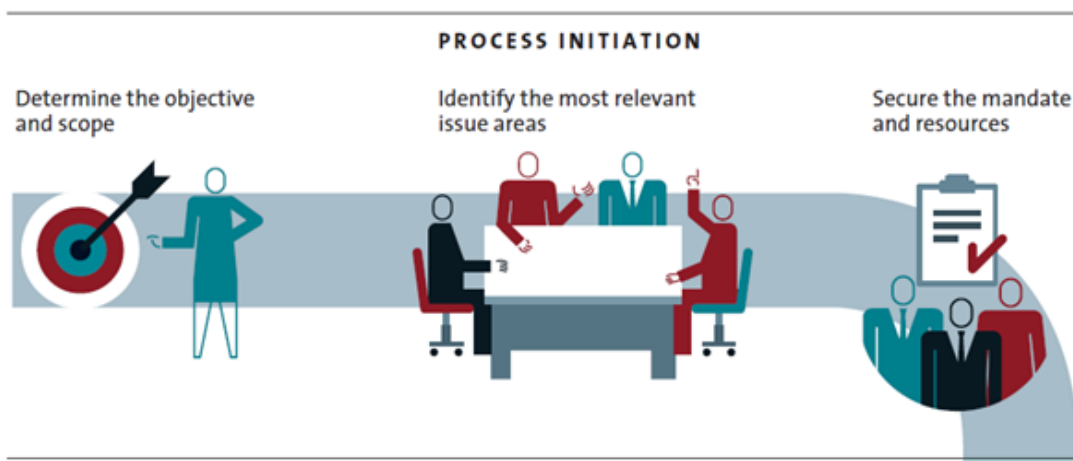 PROCESS INITIATION
Determine the objective
and scope
Identify the most relevant
issue areas
Secure the mandate
and resources